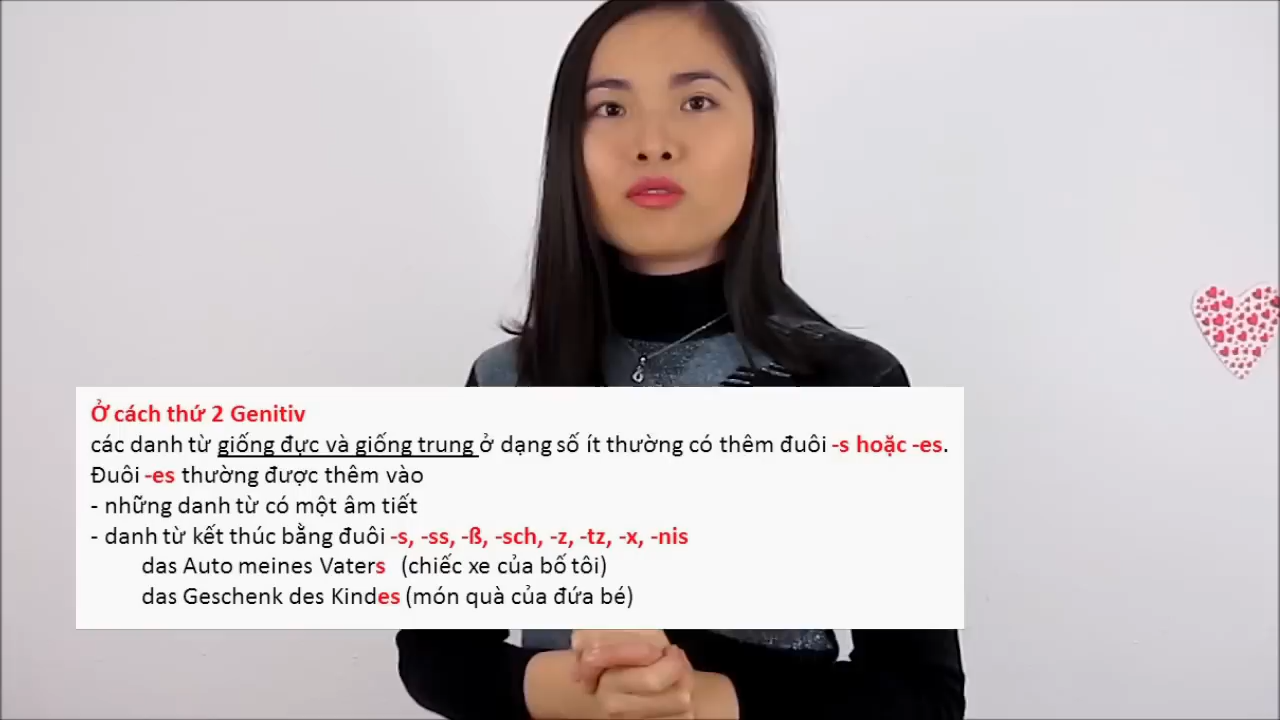 Ở cách thứ 2 Genitiv
các danh từ giống đực và giống trung ở dạng số ít thường có thêm đuôi -s hoặc -es.
Đuôi -es thường được thêm vào
- những danh từ có một âm tiết
- danh từ kết thúc bằng đuôi -s, -ss, -ß, -sch, -z, -tz, -x, -nis
das Auto meines Vaters (chiếc xe của bố tôi)
das Geschenk des Kindes (món quà của đứa bé)